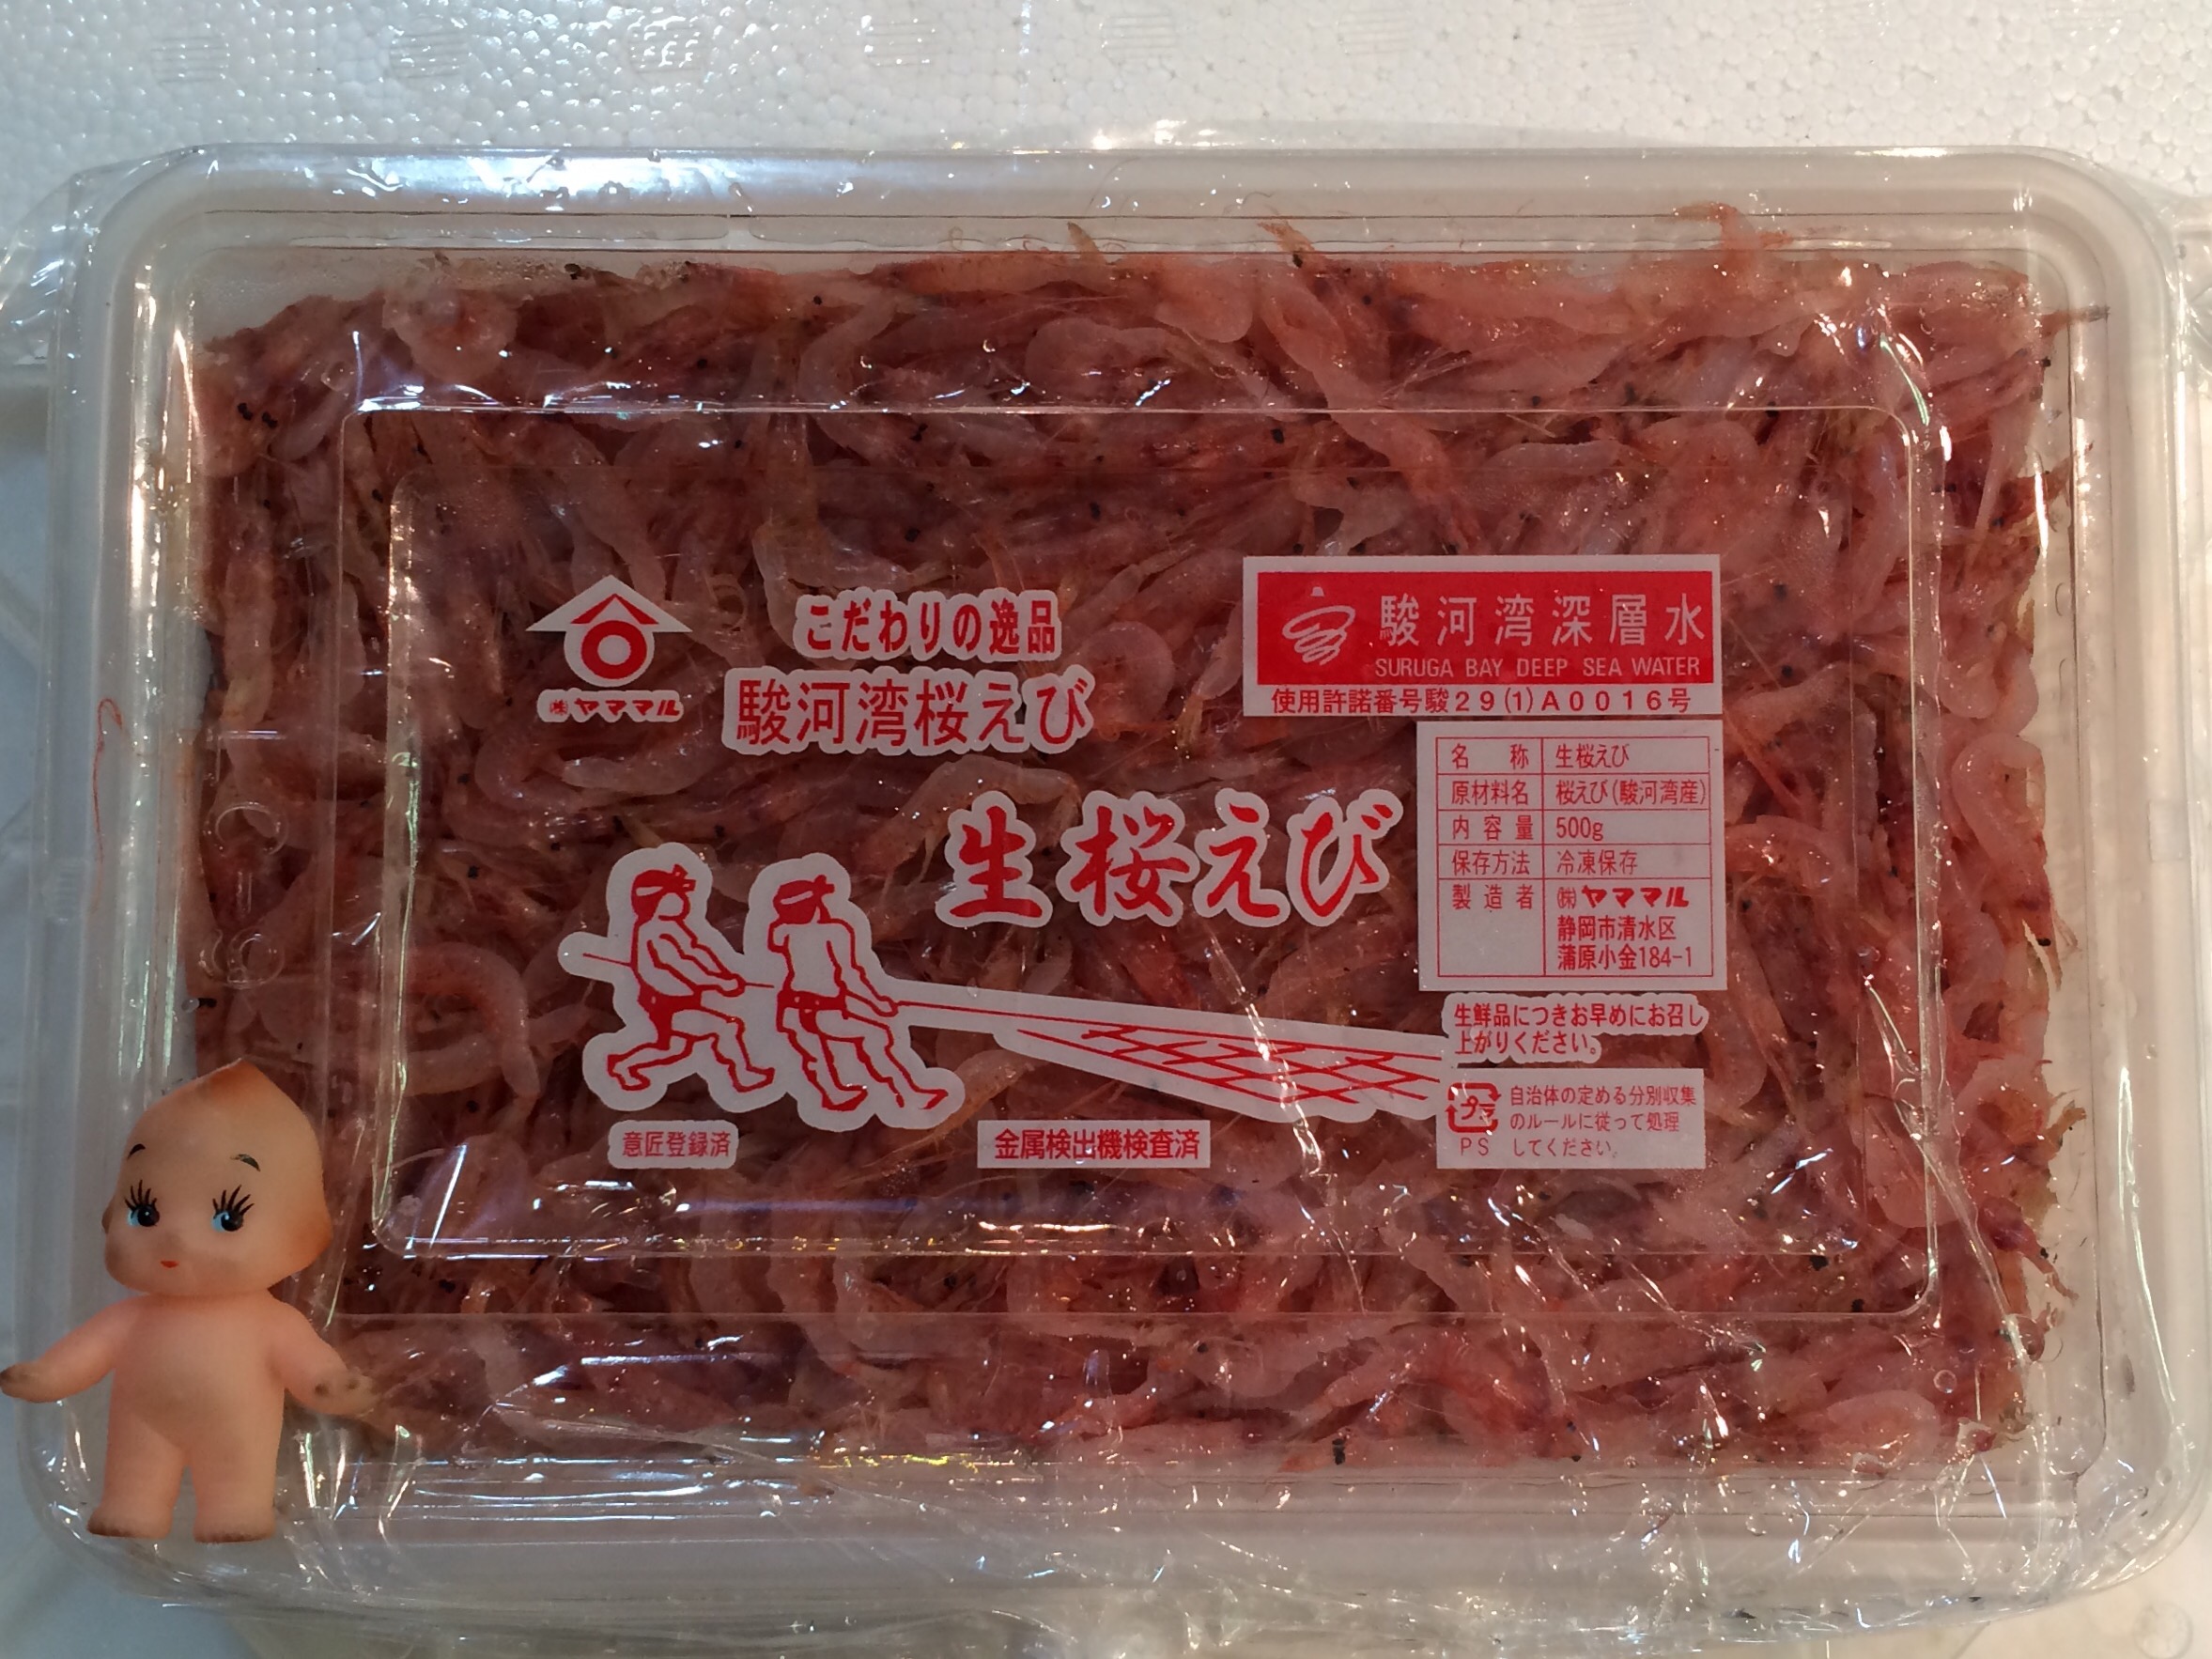 ㈱ヤママル
こだわりの逸品
駿河湾桜えび
生桜えび
駿河湾深層水
SURUGA BAY DEEP SEA WATER
使用許諾番号駿29(1)A0016号
名称 生桜えび
原材料名 桜えび(駿河湾産)
内容量 500g
保存方法 冷凍保存
製造者 ㈱ヤママル
静岡市清水区
蒲原小金184-1
生鮮品につきお早めにお召し
上がりください。
プラ
PS
自治体の定める分別収集
のルールに従って処理
してください。
意匠登録済
金属検出機検査済